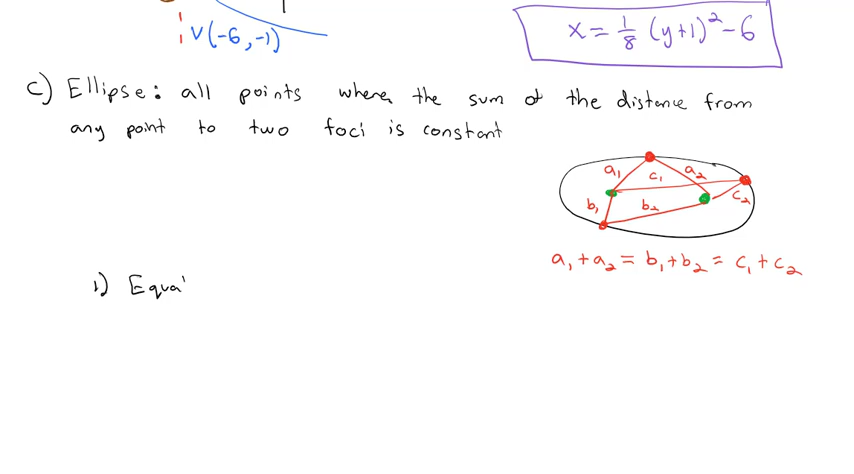 V(-6, -1)
x = 1/8 (y+1)² - 6
C) Ellipse: all points where the sum of the distance from
any point to two foci is constant
a₁ c₁ a₂
b₁ b₂ c₂
a₁ + a₂ = b₁ + b₂ = c₁ + c₂
1) Equa